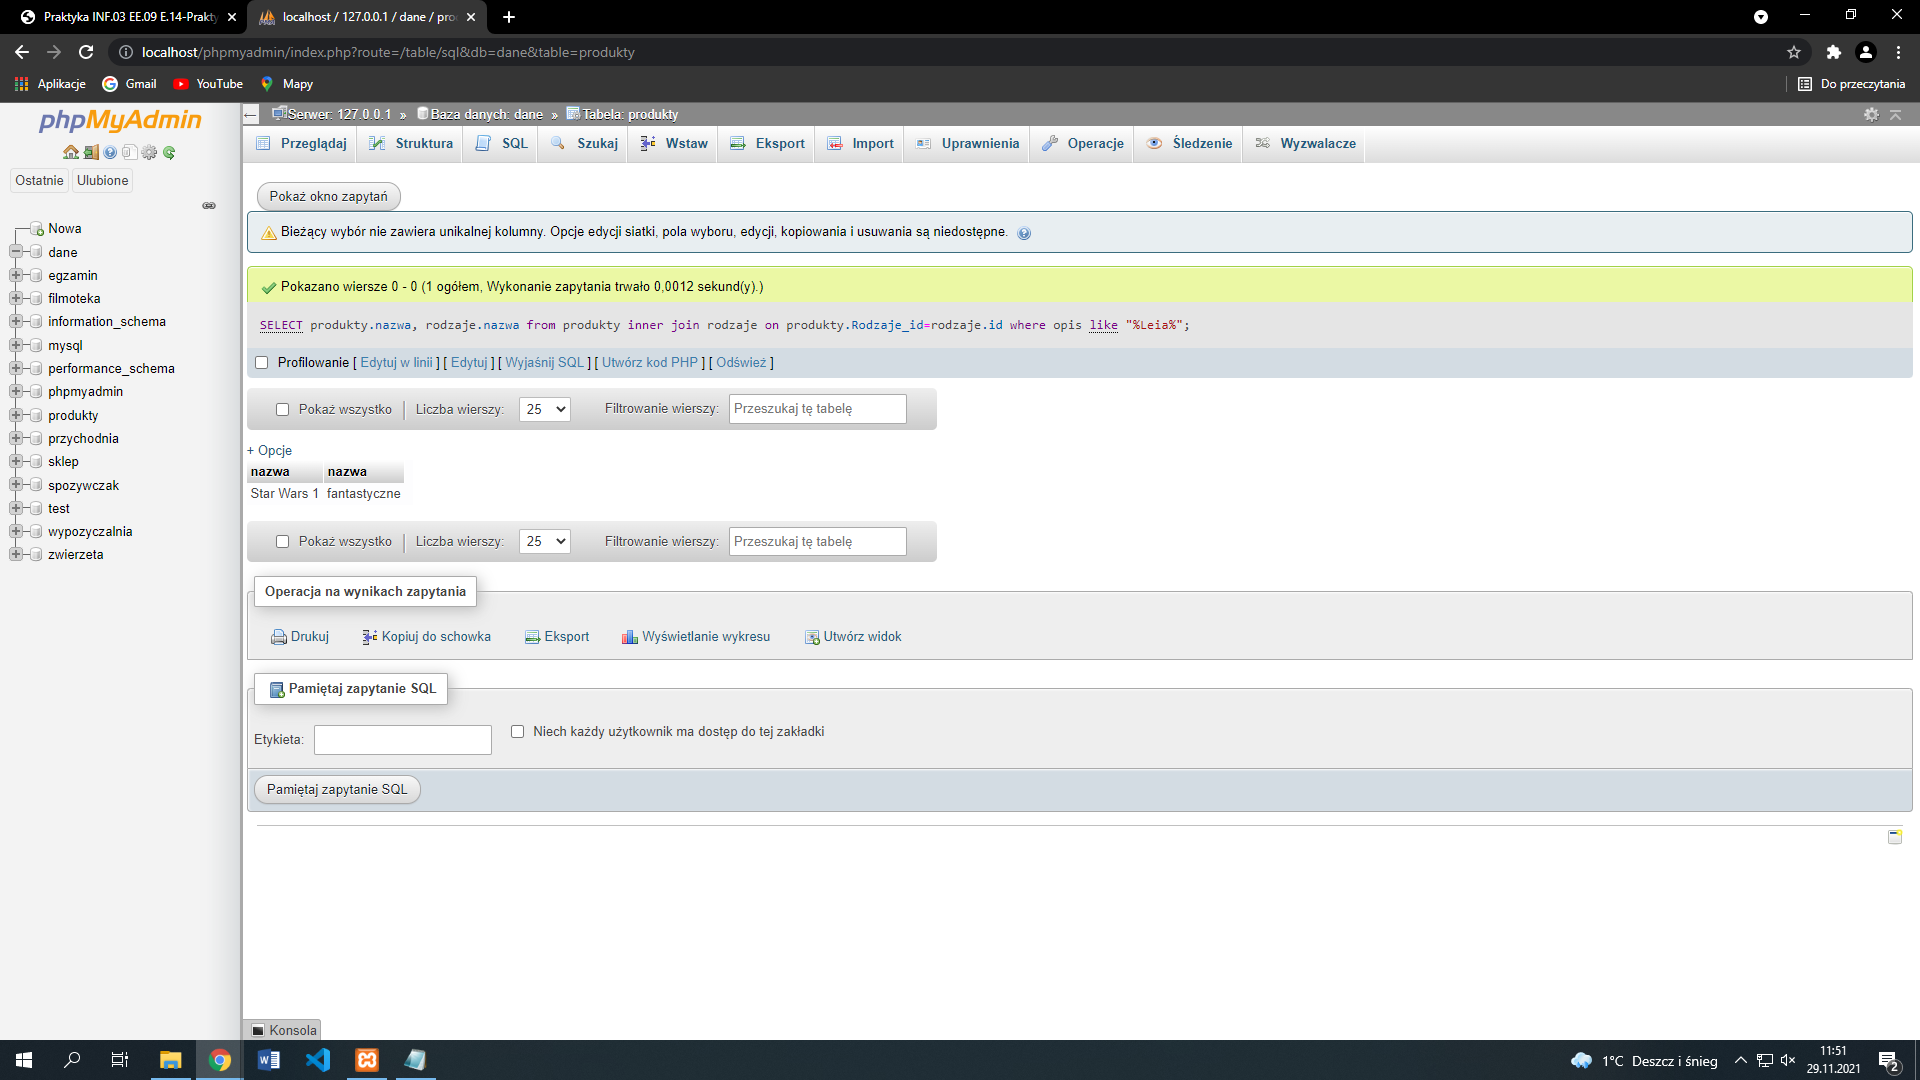 Praktyka INF.03 EE.09 E.14-Prakty
localhost / 127.0.0.1 / dane / pro
localhost/phpmyadmin/index.php?route=/table/sql&db=dane&table=produkty
Aplikacje Gmail YouTube Mapy Do przeczytania
phpMyAdmin
Ostatnie Ulubione
Nowa
dane
egzamin
filmoteka
information_schema
mysql
performance_schema
phpmyadmin
produkty
przychodnia
sklep
spozywczak
test
wypozyczalnia
zwierzeta
Serwer: 127.0.0.1 » Baza danych: dane » Tabela: produkty
Przeglądaj Struktura SQL Szukaj Wstaw Eksport Import Uprawnienia Operacje Śledzenie Wyzwalacze
Pokaż okno zapytań
Bieżący wybór nie zawiera unikalnej kolumny. Opcje edycji siatki, pola wyboru, edycji, kopiowania i usuwania są niedostępne.
Pokazano wiersze 0 - 0 (1 ogółem, Wykonanie zapytania trwało 0,0012 sekund(y).)
SELECT produkty.nazwa, rodzaje.nazwa from produkty inner join rodzaje on produkty.Rodzaje_id=rodzaje.id where opis like "%Leia%";
Profilowanie [ Edytuj w linii ] [ Edytuj ] [ Wyjaśnij SQL ] [ Utwórz kod PHP ] [ Odśwież ]
Pokaż wszystko Liczba wierszy: 25 Filtrowanie wierszy: Przeszukaj tę tabelę
+ Opcje
nazwa nazwa
Star Wars 1 fantastyczne
Pokaż wszystko Liczba wierszy: 25 Filtrowanie wierszy: Przeszukaj tę tabelę
Operacja na wynikach zapytania
Drukuj Kopiuj do schowka Eksport Wyświetlanie wykresu Utwórz widok
Pamiętaj zapytanie SQL
Etykieta: Niech każdy użytkownik ma dostęp do tej zakładki
Pamiętaj zapytanie SQL
Konsola
1°C Deszcz i śnieg
11:51
29.11.2021
2